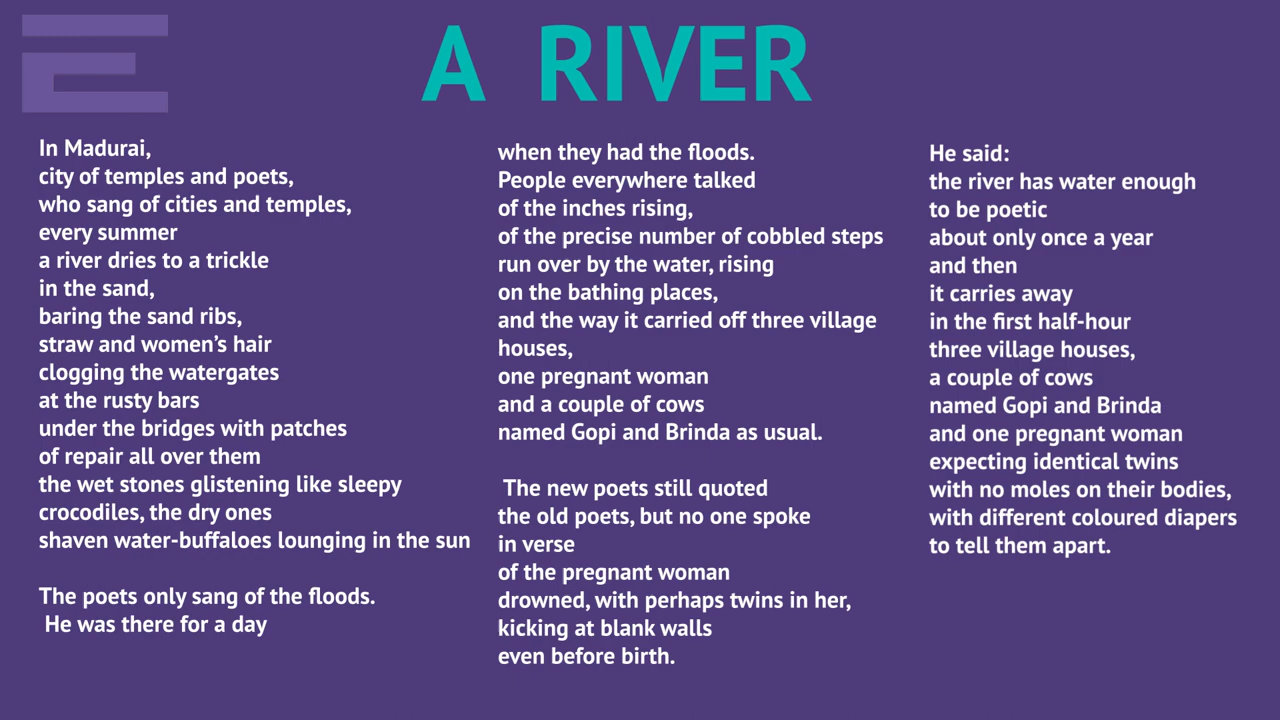 A RIVER
In Madurai,
city of temples and poets,
who sang of cities and temples,
every summer
a river dries to a trickle
in the sand,
baring the sand ribs,
straw and women’s hair
clogging the watergates
at the rusty bars
under the bridges with patches
of repair all over them
the wet stones glistening like sleepy
crocodiles, the dry ones
shaven water-buffaloes lounging in the sun
The poets only sang of the floods.
He was there for a day
when they had the floods.
People everywhere talked
of the inches rising,
of the precise number of cobbled steps
run over by the water, rising
on the bathing places,
and the way it carried off three village
houses,
one pregnant woman
and a couple of cows
named Gopi and Brinda as usual.
The new poets still quoted
the old poets, but no one spoke
in verse
of the pregnant woman
drowned, with perhaps twins in her,
kicking at blank walls
even before birth.
He said:
the river has water enough
to be poetic
about only once a year
and then
it carries away
in the first half-hour
three village houses,
a couple of cows
named Gopi and Brinda
and one pregnant woman
expecting identical twins
with no moles on their bodies,
with different coloured diapers
to tell them apart.